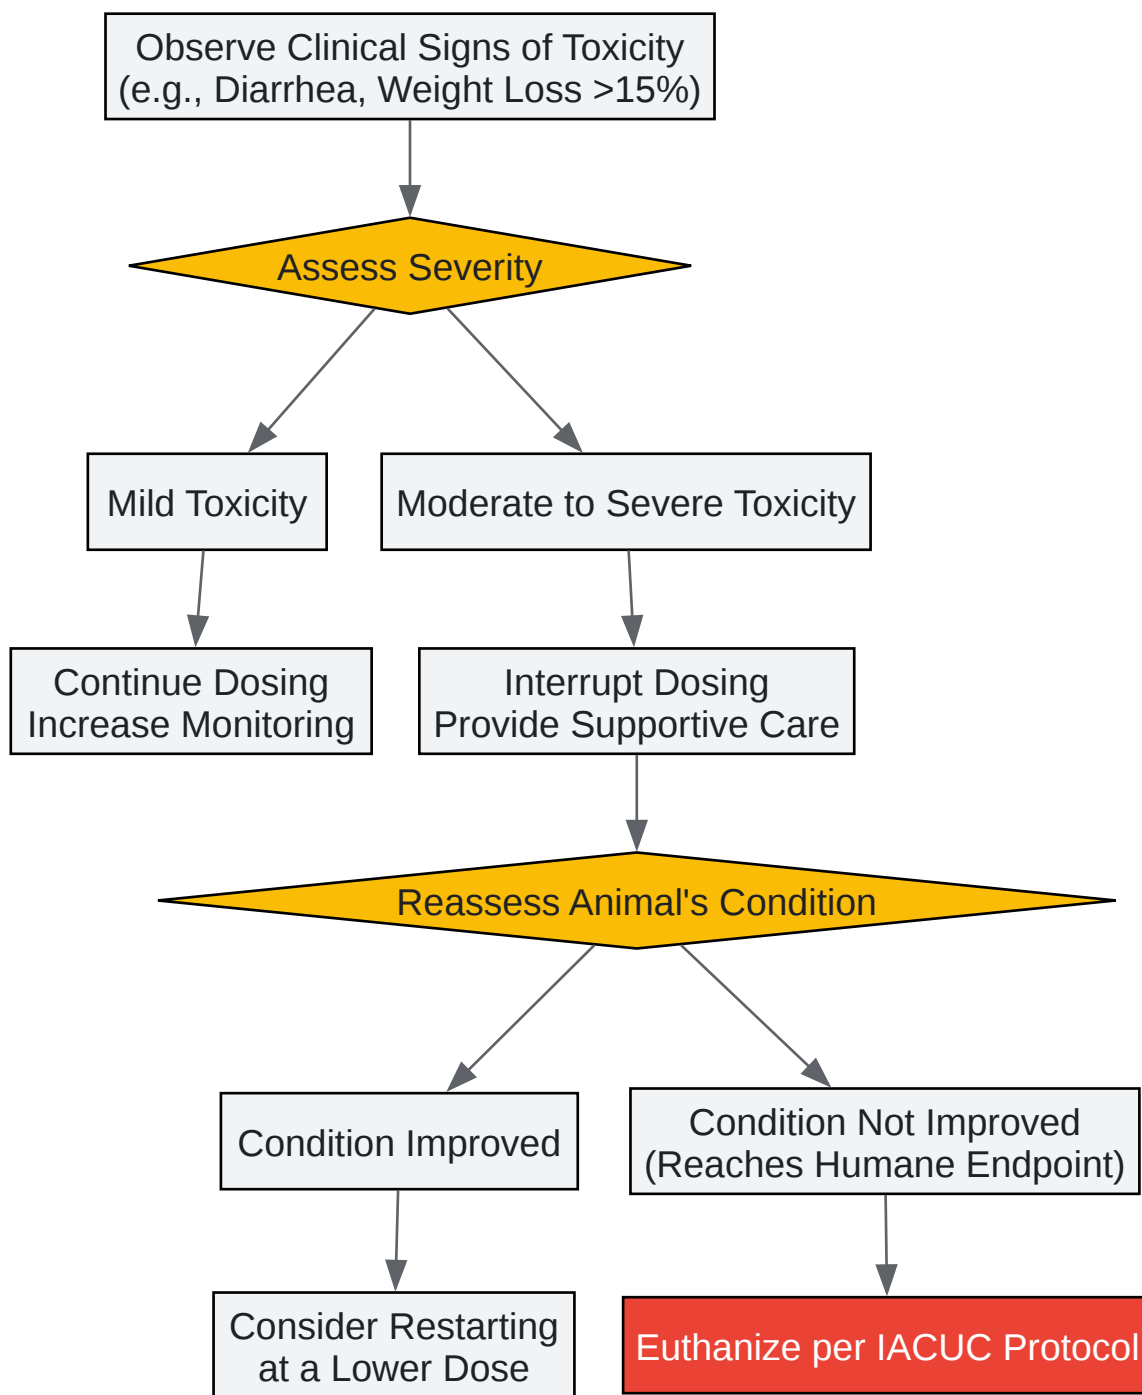 Observe Clinical Signs of Toxicity
(e.g., Diarrhea, Weight Loss >15%)
Assess Severity
Mild Toxicity
Moderate to Severe Toxicity
Continue Dosing
Increase Monitoring
Interrupt Dosing
Provide Supportive Care
Reassess Animal's Condition
Condition Improved
Condition Not Improved
(Reaches Humane Endpoint)
Consider Restarting
at a Lower Dose
Euthanize per IACUC Protocol